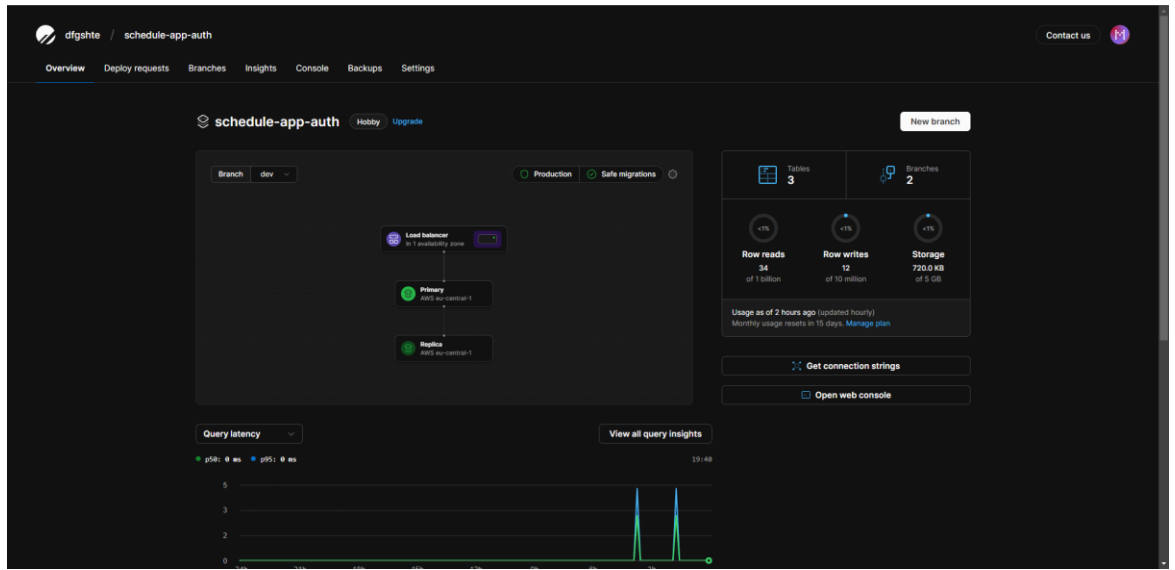 dfgshte / schedule-app-auth
Contact us
Overview Deploy requests Branches Insights Console Backups Settings
schedule-app-auth Hobby Upgrade
New branch
Branch dev
Production Safe migrations
Load balancer
In 1 availability zone
Primary
AWS eu-central-1
Replica
AWS eu-central-1
Tables
3
Branches
2
<1% <1% <1%
Row reads Row writes Storage
34 12 720.0 KB
of 1 billion of 10 million of 5 GB
Usage as of 2 hours ago (updated hourly)
Monthly usage resets in 15 days. Manage plan
Get connection strings
Open web console
Query latency
View all query insights
p50: 0 ms p95: 0 ms
19:40
5
3
2
0